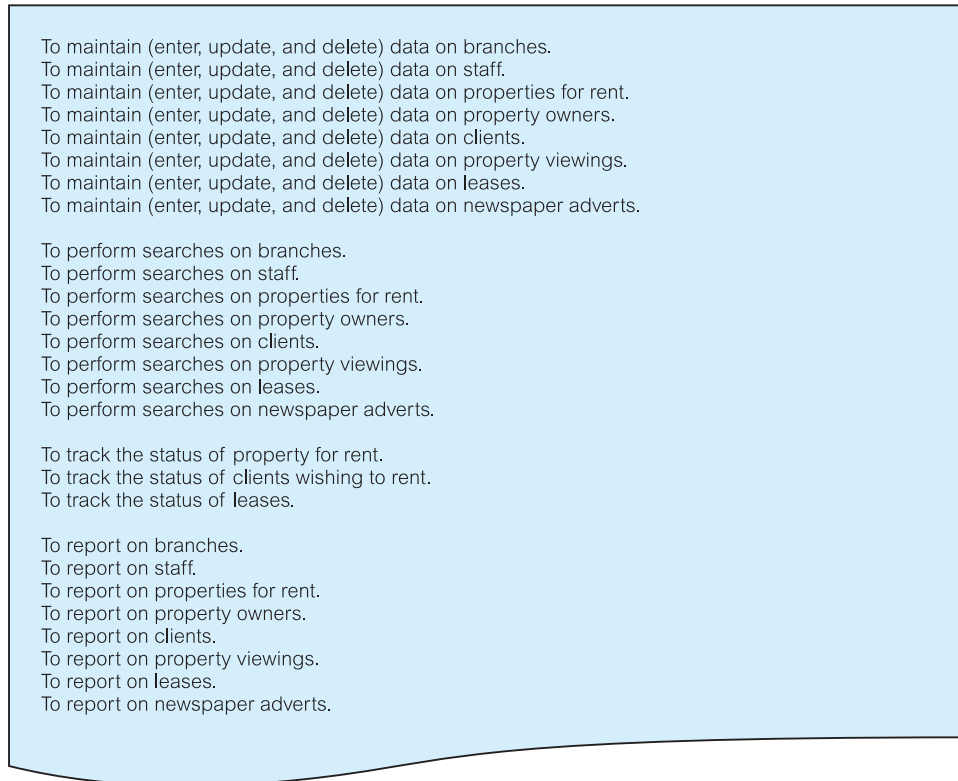 To maintain (enter, update, and delete) data on branches.
To maintain (enter, update, and delete) data on staff.
To maintain (enter, update, and delete) data on properties for rent.
To maintain (enter, update, and delete) data on property owners.
To maintain (enter, update, and delete) data on clients.
To maintain (enter, update, and delete) data on property viewings.
To maintain (enter, update, and delete) data on leases.
To maintain (enter, update, and delete) data on newspaper adverts.
To perform searches on branches.
To perform searches on staff.
To perform searches on properties for rent.
To perform searches on property owners.
To perform searches on clients.
To perform searches on property viewings.
To perform searches on leases.
To perform searches on newspaper adverts.
To track the status of property for rent.
To track the status of clients wishing to rent.
To track the status of leases.
To report on branches.
To report on staff.
To report on properties for rent.
To report on property owners.
To report on clients.
To report on property viewings.
To report on leases.
To report on newspaper adverts.